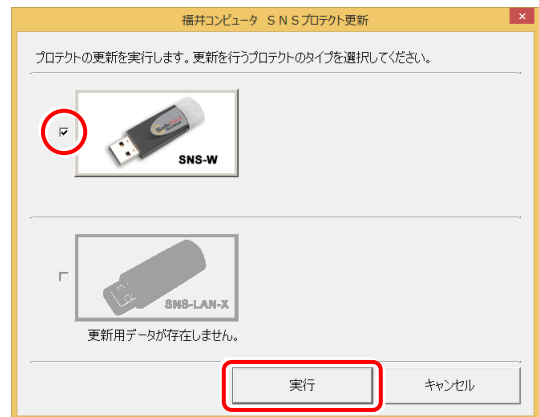 福井コンピュータ ＳＮＳプロテクト更新
プロテクトの更新を実行します。更新を行うプロテクトのタイプを選択してください。
SNS-W
SNS-LAN-X
更新用データが存在しません。
実行
キャンセル